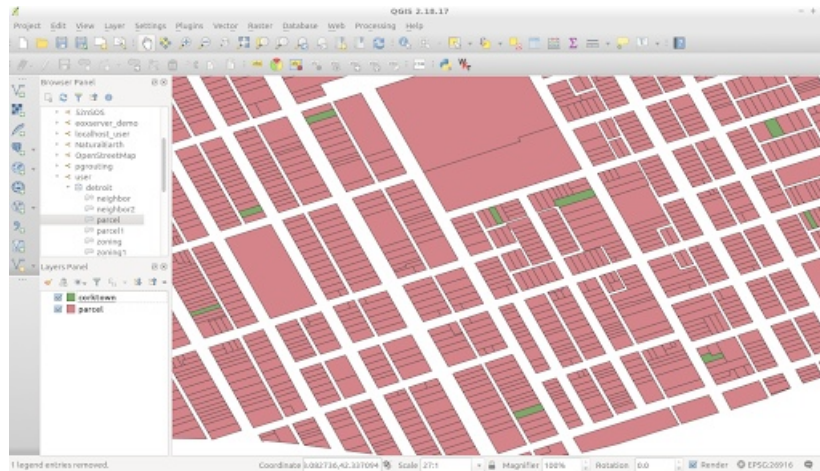 QGIS 2.18.17
Project Edit View Layer Settings Plugins Vector Raster Database Web Processing Help
Browser Panel
eoxserver_demo
localhost_user
NaturalEarth
OpenStreetMap
pgrouting
user
detroit
neighbor
neighbor2
parcel
parcel1
zoning
zoning1
Layers Panel
corktown
parcel
1 legend entries removed.
Coordinate
Scale 27:1
Magnifier 100%
Rotation 0.0
Render
EPSG:26916